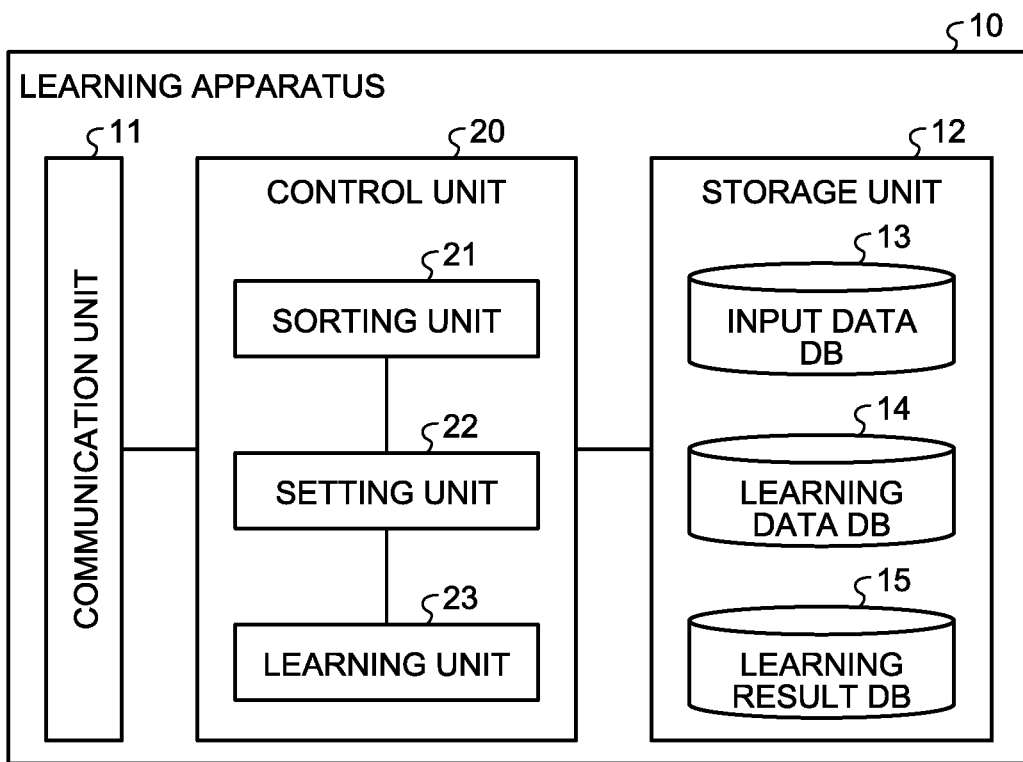 10
LEARNING APPARATUS
11
COMMUNICATION UNIT
20
CONTROL UNIT
21
SORTING UNIT
22
SETTING UNIT
23
LEARNING UNIT
12
STORAGE UNIT
13
INPUT DATA
DB
14
LEARNING
DATA DB
15
LEARNING
RESULT DB